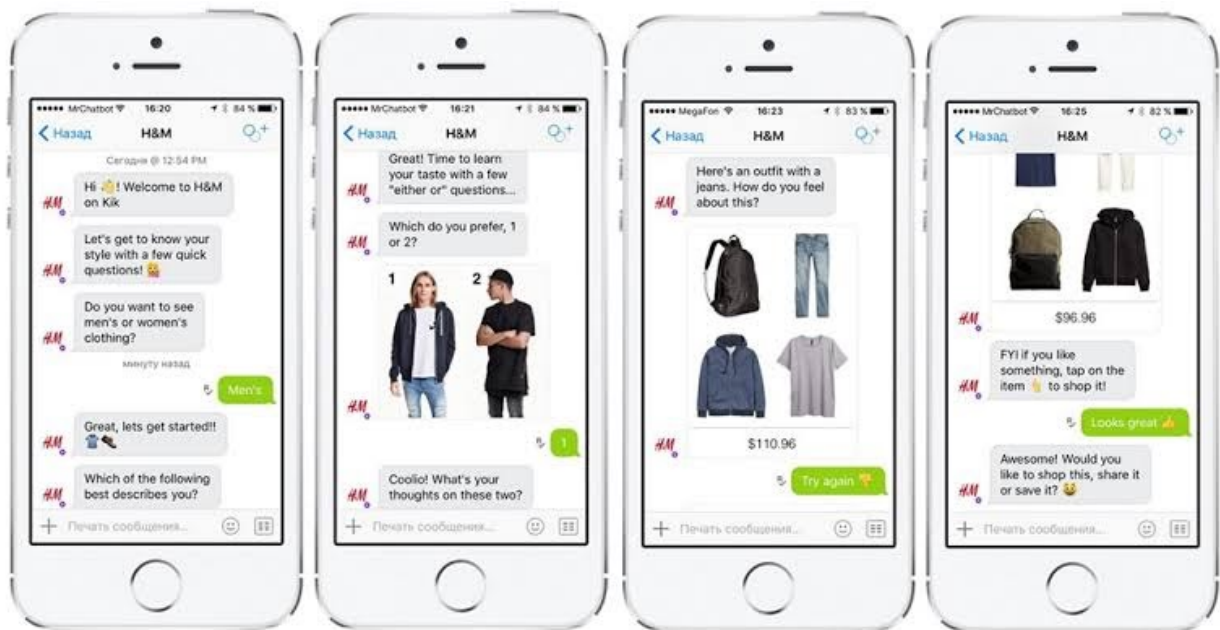 MrChatbot 16:20 84 %
Назад H&M
Сегодня @ 12:54 PM
Hi 👋! Welcome to H&M
on Kik
H&M
Let's get to know your
style with a few quick
questions!
H&M
Do you want to see
men's or women's
clothing?
H&M
минуту назад
Men's
Great, lets get started!!
H&M
Which of the following
best describes you?
H&M
Печать сообщения...
MrChatbot 16:21 84 %
Назад H&M
Great! Time to learn
your taste with a few
"either or" questions...
H&M
Which do you prefer, 1
or 2?
H&M
1 2
H&M
1
Coolio! What's your
thoughts on these two?
H&M
Печать сообщения...
MegaFon 16:23 83 %
Назад H&M
Here's an outfit with a
jeans. How do you feel
about this?
H&M
$110.96
H&M
Try again 👎
Печать сообщения...
MrChatbot 16:25 82 %
Назад H&M
$96.96
H&M
FYI if you like
something, tap on the
item 👆 to shop it!
H&M
Looks great 👍
Awesome! Would you
like to shop this, share it
or save it? 😃
H&M
Печать сообщения...